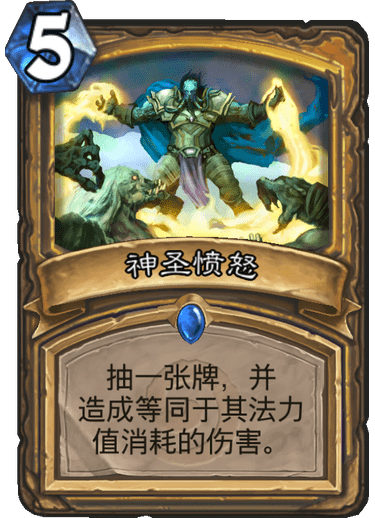 5
神圣愤怒
抽一张牌，并
造成等同于其法力
值消耗的伤害。